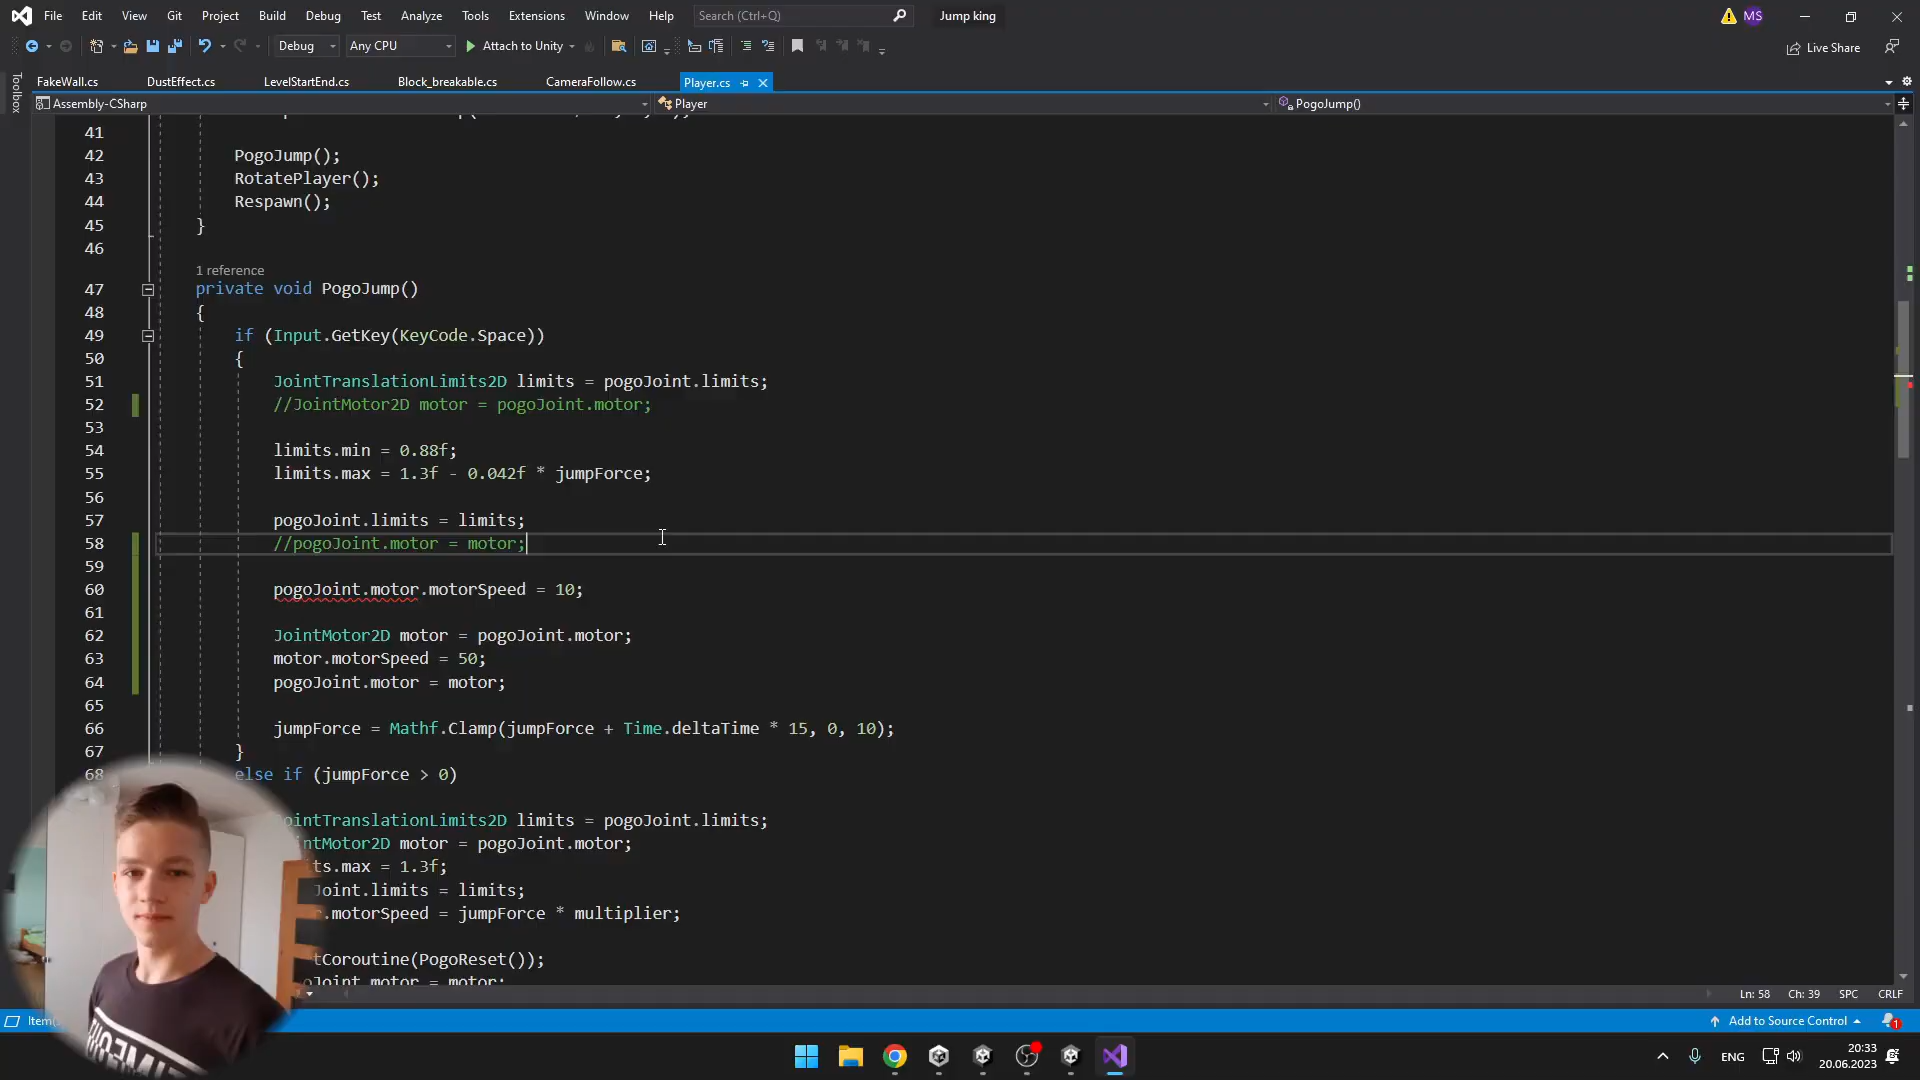 File Edit View Git Project Build Debug Test Analyze Tools Extensions Window Help Search (Ctrl+Q) Jump king MS
Debug Any CPU Attach to Unity Live Share
Toolbox
FakeWall.cs DustEffect.cs LevelStartEnd.cs Block_breakable.cs CameraFollow.cs Player.cs
Assembly-CSharp Player PogoJump()
41
42 PogoJump();
43 RotatePlayer();
44 Respawn();
45 }
46
1 reference
47 private void PogoJump()
48 {
49 if (Input.GetKey(KeyCode.Space))
50 {
51 JointTranslationLimits2D limits = pogoJoint.limits;
52 //JointMotor2D motor = pogoJoint.motor;
53
54 limits.min = 0.88f;
55 limits.max = 1.3f - 0.042f * jumpForce;
56
57 pogoJoint.limits = limits;
58 //pogoJoint.motor = motor;
59
60 pogoJoint.motor.motorSpeed = 10;
61
62 JointMotor2D motor = pogoJoint.motor;
63 motor.motorSpeed = 50;
64 pogoJoint.motor = motor;
65
66 jumpForce = Mathf.Clamp(jumpForce + Time.deltaTime * 15, 0, 10);
67 }
68 else if (jumpForce > 0)
ointTranslationLimits2D limits = pogoJoint.limits;
ntMotor2D motor = pogoJoint.motor;
ts.max = 1.3f;
Joint.limits = limits;
.motorSpeed = jumpForce * multiplier;
tCoroutine(PogoReset());
Joint.motor = motor;
Ln: 58 Ch: 39 SPC CRLF
Item Add to Source Control 1
ENG 20:33
20.06.2023